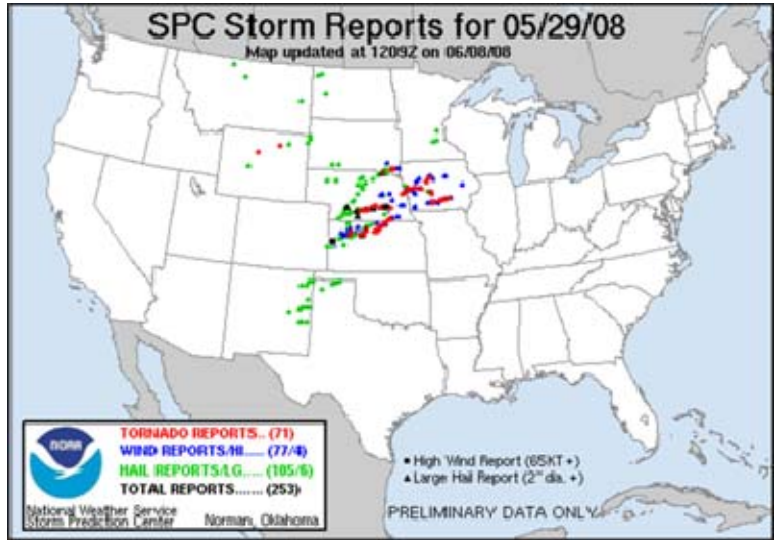 SPC Storm Reports for 05/29/08
Map updated at 1209Z on 06/08/08
NOAA
TORNADO REPORTS.. (71)
WIND REPORTS/HI..... (77/4)
HAIL REPORTS/LG..... (105/6)
TOTAL REPORTS....... (253)
National Weather Service
Storm Prediction Center Norman, Oklahoma
High Wind Report (65KT +)
Large Hail Report (2" dia. +)
PRELIMINARY DATA ONLY